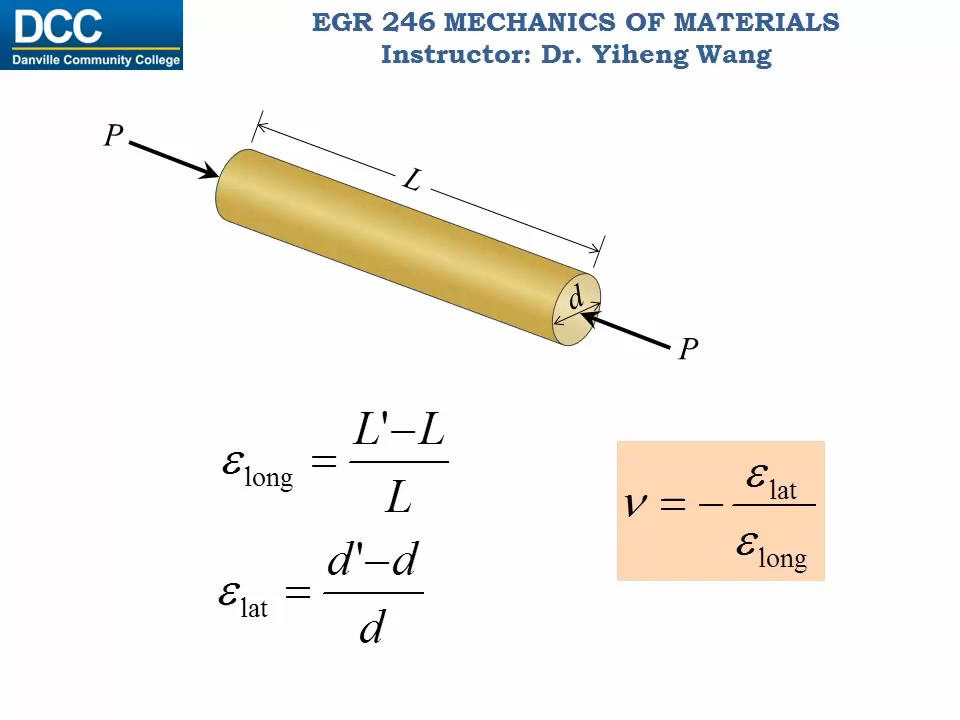 DCC
Danville Community College
EGR 246 MECHANICS OF MATERIALS
Instructor: Dr. Yiheng Wang
P
L
d
P
ε_long = (L'−L)/L
ε_lat = (d'−d)/d
ν = − ε_lat/ε_long